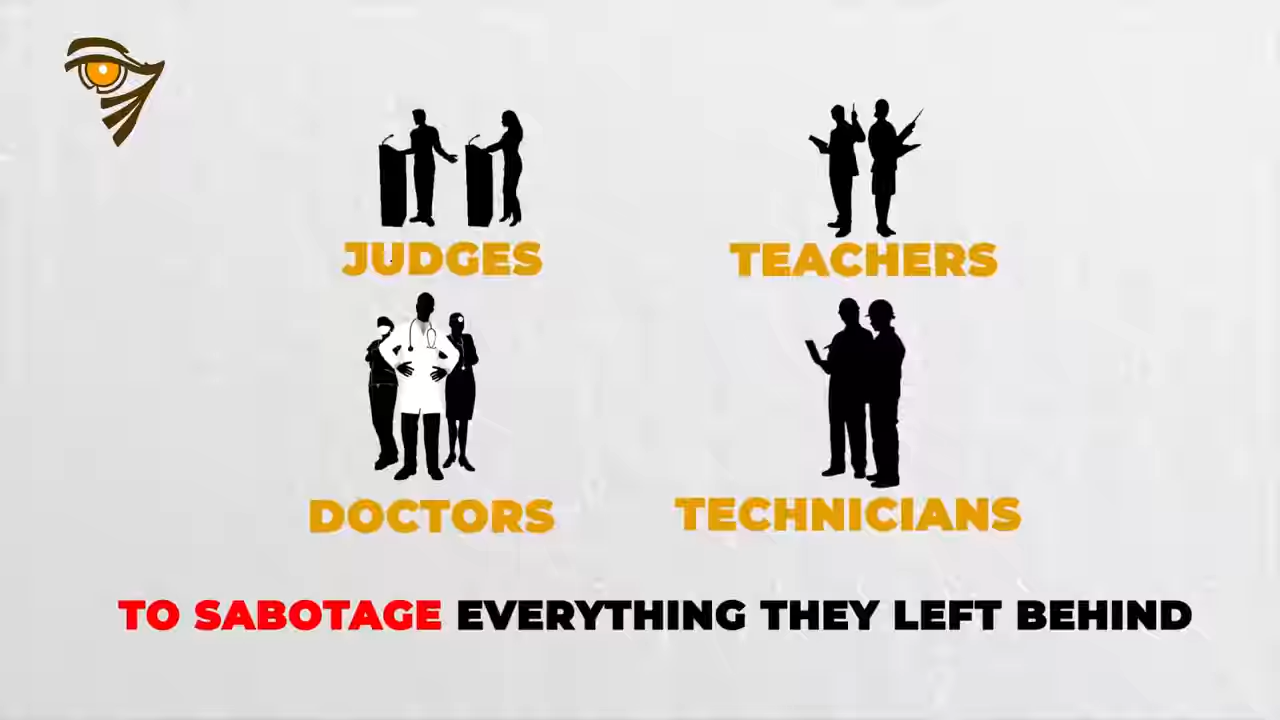 JUDGES
TEACHERS
DOCTORS
TECHNICIANS
TO SABOTAGE EVERYTHING THEY LEFT BEHIND